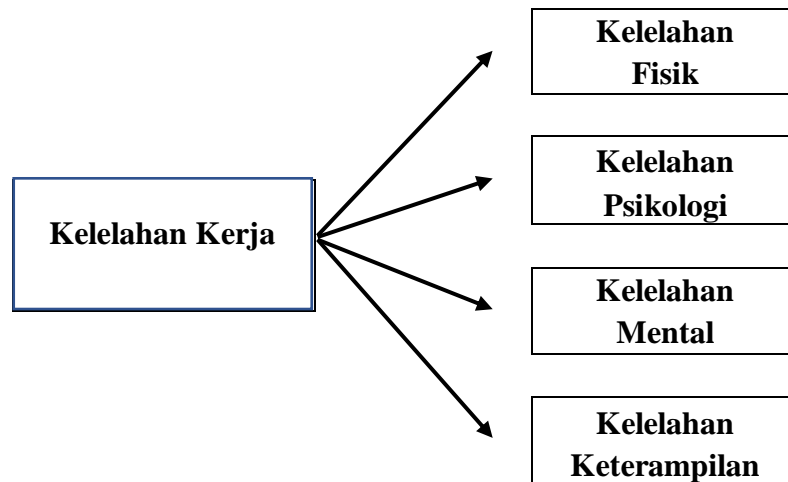 Kelelahan
Fisik
Kelelahan
Psikologi
Kelelahan Kerja
Kelelahan
Mental
Kelelahan
Keterampilan